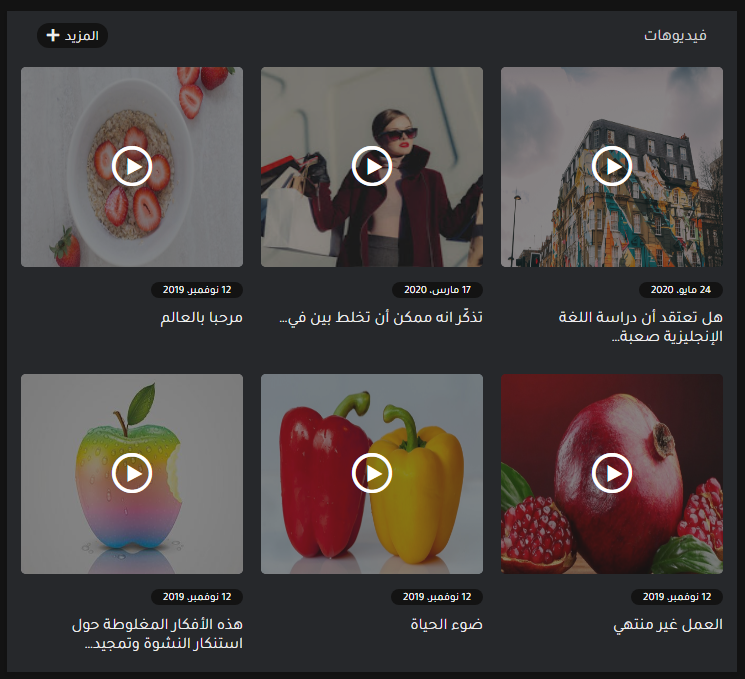 فيديوهات
المزيد +
24 مايو، 2020
هل تعتقد أن دراسة اللغة
الإنجليزية صعبة...
17 مارس، 2020
تذكّر انه ممكن أن تخلط بين في...
12 نوفمبر، 2019
مرحبا بالعالم
12 نوفمبر، 2019
العمل غير منتهي
12 نوفمبر، 2019
ضوء الحياة
12 نوفمبر، 2019
هذه الأفكار المغلوطة حول
استنكار النشوة وتمجيد...